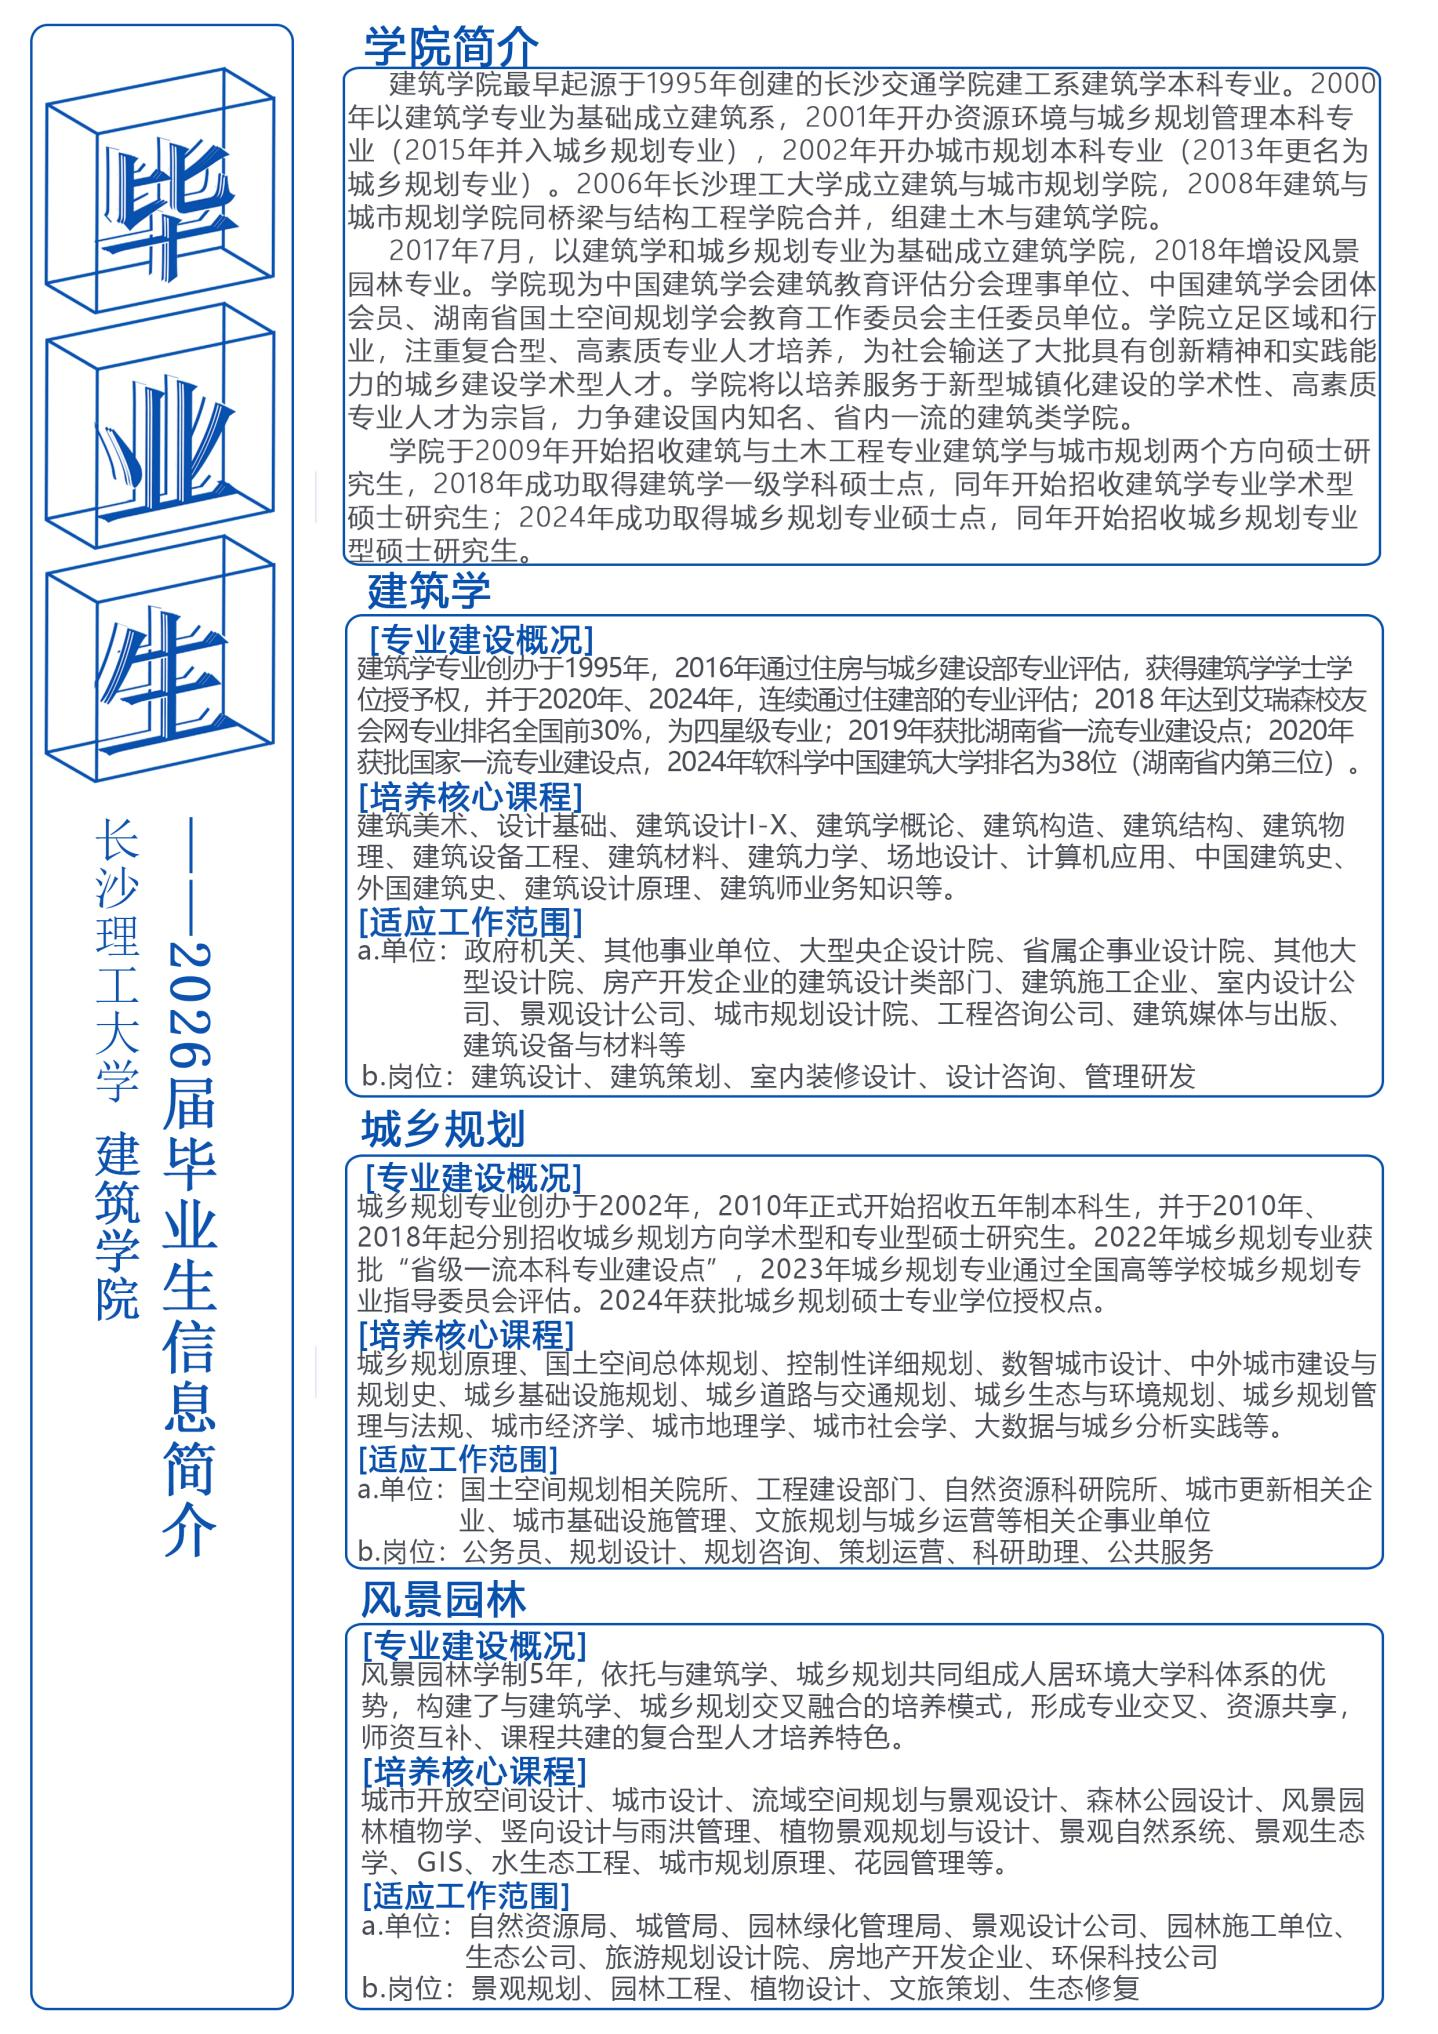 毕
业
生
——2026届毕业生信息简介
长沙理工大学 建筑学院
学院简介
建筑学院最早起源于1995年创建的长沙交通学院建工系建筑学本科专业。2000
年以建筑学专业为基础成立建筑系，2001年开办资源环境与城乡规划管理本科专
业（2015年并入城乡规划专业），2002年开办城市规划本科专业（2013年更名为
城乡规划专业）。2006年长沙理工大学成立建筑与城市规划学院，2008年建筑与
城市规划学院同桥梁与结构工程学院合并，组建土木与建筑学院。
2017年7月，以建筑学和城乡规划专业为基础成立建筑学院，2018年增设风景
园林专业。学院现为中国建筑学会建筑教育评估分会理事单位、中国建筑学会团体
会员、湖南省国土空间规划学会教育工作委员会主任委员单位。学院立足区域和行
业，注重复合型、高素质专业人才培养，为社会输送了大批具有创新精神和实践能
力的城乡建设学术型人才。学院将以培养服务于新型城镇化建设的学术性、高素质
专业人才为宗旨，力争建设国内知名、省内一流的建筑类学院。
学院于2009年开始招收建筑与土木工程专业建筑学与城市规划两个方向硕士研
究生，2018年成功取得建筑学一级学科硕士点，同年开始招收建筑学专业学术型
硕士研究生；2024年成功取得城乡规划专业硕士点，同年开始招收城乡规划专业
型硕士研究生。
建筑学
[专业建设概况]
建筑学专业创办于1995年，2016年通过住房与城乡建设部专业评估，获得建筑学学士学
位授予权，并于2020年、2024年，连续通过住建部的专业评估；2018 年达到艾瑞森校友
会网专业排名全国前30%，为四星级专业；2019年获批湖南省一流专业建设点；2020年
获批国家一流专业建设点，2024年软科学中国建筑大学排名为38位（湖南省内第三位）。
[培养核心课程]
建筑美术、设计基础、建筑设计I-X、建筑学概论、建筑构造、建筑结构、建筑物
理、建筑设备工程、建筑材料、建筑力学、场地设计、计算机应用、中国建筑史、
外国建筑史、建筑设计原理、建筑师业务知识等。
[适应工作范围]
a.单位：政府机关、其他事业单位、大型央企设计院、省属企事业设计院、其他大
型设计院、房产开发企业的建筑设计类部门、建筑施工企业、室内设计公
司、景观设计公司、城市规划设计院、工程咨询公司、建筑媒体与出版、
建筑设备与材料等
b.岗位：建筑设计、建筑策划、室内装修设计、设计咨询、管理研发
城乡规划
[专业建设概况]
城乡规划专业创办于2002年，2010年正式开始招收五年制本科生，并于2010年、
2018年起分别招收城乡规划方向学术型和专业型硕士研究生。2022年城乡规划专业获
批“省级一流本科专业建设点”，2023年城乡规划专业通过全国高等学校城乡规划专
业指导委员会评估。2024年获批城乡规划硕士专业学位授权点。
[培养核心课程]
城乡规划原理、国土空间总体规划、控制性详细规划、数智城市设计、中外城市建设与
规划史、城乡基础设施规划、城乡道路与交通规划、城乡生态与环境规划、城乡规划管
理与法规、城市经济学、城市地理学、城市社会学、大数据与城乡分析实践等。
[适应工作范围]
a.单位：国土空间规划相关院所、工程建设部门、自然资源科研院所、城市更新相关企
业、城市基础设施管理、文旅规划与城乡运营等相关企事业单位
b.岗位：公务员、规划设计、规划咨询、策划运营、科研助理、公共服务
风景园林
[专业建设概况]
风景园林学制5年，依托与建筑学、城乡规划共同组成人居环境大学科体系的优
势，构建了与建筑学、城乡规划交叉融合的培养模式，形成专业交叉、资源共享，
师资互补、课程共建的复合型人才培养特色。
[培养核心课程]
城市开放空间设计、城市设计、流域空间规划与景观设计、森林公园设计、风景园
林植物学、竖向设计与雨洪管理、植物景观规划与设计、景观自然系统、景观生态
学、GIS、水生态工程、城市规划原理、花园管理等。
[适应工作范围]
a.单位：自然资源局、城管局、园林绿化管理局、景观设计公司、园林施工单位、
生态公司、旅游规划设计院、房地产开发企业、环保科技公司
b.岗位：景观规划、园林工程、植物设计、文旅策划、生态修复